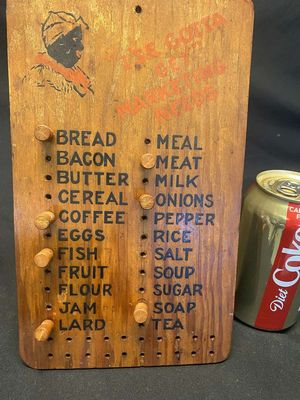 WE GOTTA
GET
MARKETING
NEEDS
BREAD
BACON
BUTTER
CEREAL
COFFEE
EGGS
FISH
FRUIT
FLOUR
JAM
LARD
MEAL
MEAT
MILK
ONIONS
PEPPER
RICE
SALT
SOUP
SUGAR
SOAP
TEA
Diet Coke